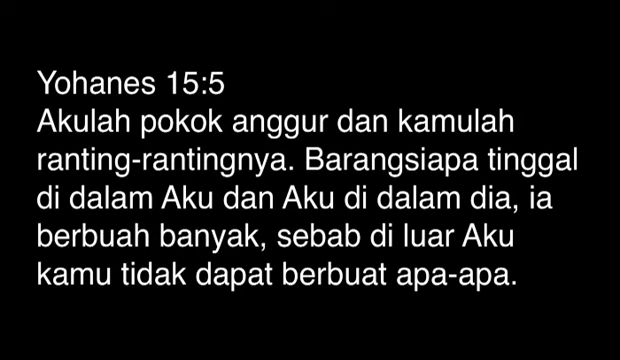 Yohanes 15:5
Akulah pokok anggur dan kamulah
ranting-rantingnya. Barangsiapa tinggal
di dalam Aku dan Aku di dalam dia, ia
berbuah banyak, sebab di luar Aku
kamu tidak dapat berbuat apa-apa.